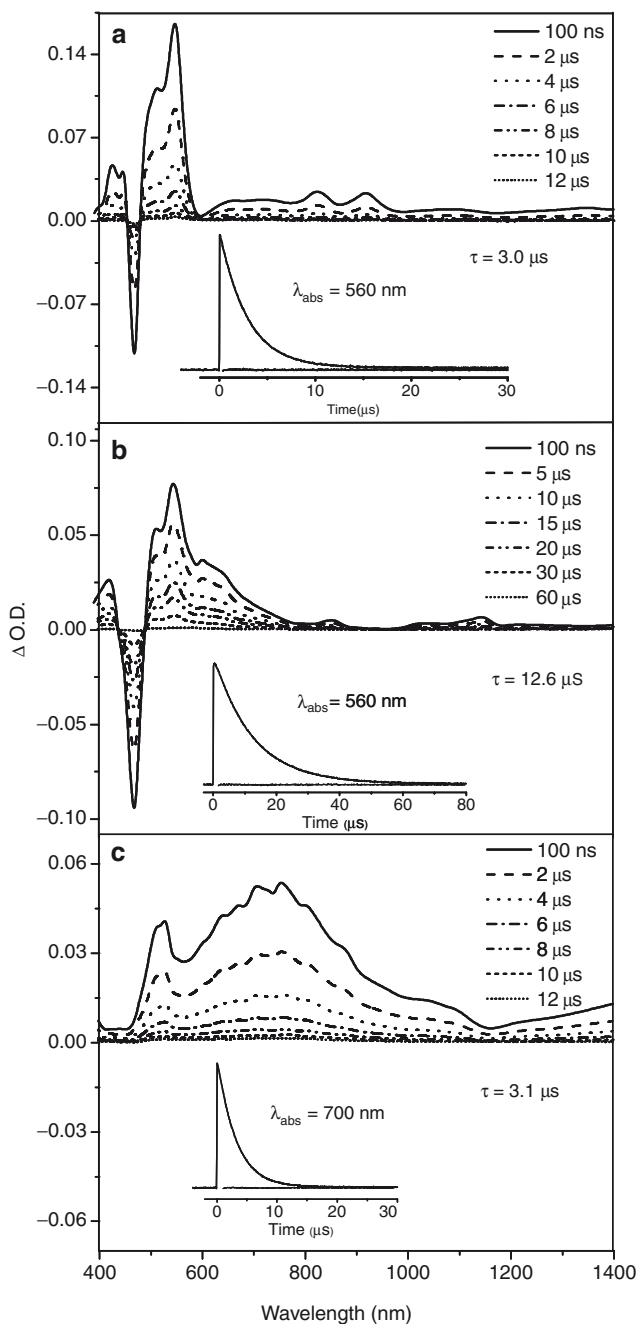 a
0.14
0.07
0.00
−0.07
−0.14
100 ns
2 µs
4 µs
6 µs
8 µs
10 µs
12 µs
τ = 3.0 µs
λabs = 560 nm
0 10 20 30
Time(µs)
b
0.10
0.05
0.00
−0.05
−0.10
100 ns
5 µs
10 µs
15 µs
20 µs
30 µs
60 µs
τ = 12.6 µS
λabs = 560 nm
0 20 40 60 80
Time (µs)
Δ O.D.
c
0.06
0.03
0.00
−0.03
−0.06
100 ns
2 µs
4 µs
6 µs
8 µs
10 µs
12 µs
τ = 3.1 µs
λabs = 700 nm
0 10 20 30
Time (µs)
400 600 800 1000 1200 1400
Wavelength (nm)